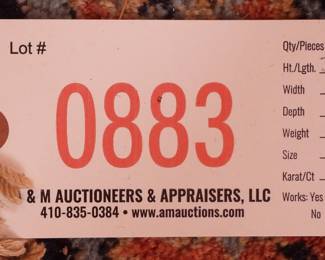 Lot #
0883
& M AUCTIONEERS & APPRAISERS, LLC
410-835-0384 • www.amauctions.com
Qty/Pieces
Ht./Lgth.
Width
Depth
Weight
Size
Karat/Ct
Works: Yes
No